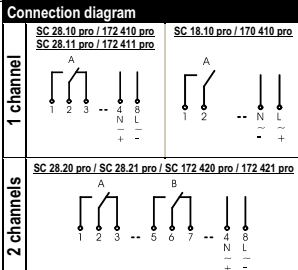 Connection diagram
1 channel
SC 28.10 pro / 172 410 pro
SC 28.11 pro / 172 411 pro
A
1 2 3 -- 4 8
N L
~ ~
+ -
SC 18.10 pro / 170 410 pro
A
1 2 -- N L
~ ~
- +
2 channels
SC 28.20 pro / SC 28.21 pro / SC 172 420 pro / 172 421 pro
A B
1 2 3 -- 5 6 7 -- 4 8
N L
~ ~
+ -